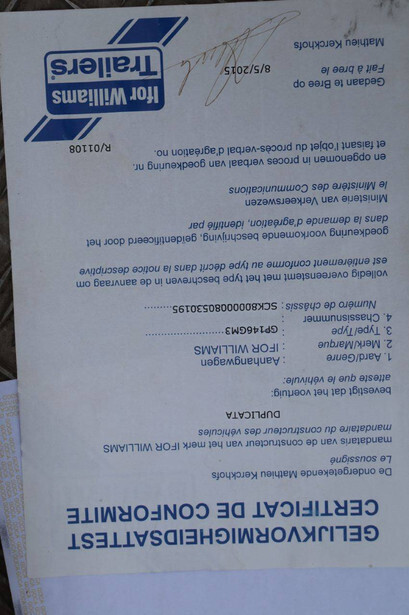 GELIJKVORMIGHEIDSATTEST
CERTIFICAT DE CONFORMITE
De ondergetekende Mathieu Kerckhofs
Le soussigné
mandataris van de constructeur van het merk IFOR WILLIAMS
mandataire du constructeur des véhicules
DUPLICATA
bevestigt dat het voertuig:
atteste que le véhicule:
1. Aard/Genre : Aanhangwagen
2. Merk/Marque : IFOR WILLIAMS
3. Type/Type : GP146GM3
4. Chassisnummer
Numéro de châssis : SCK80000080530195
volledig overeenstemt met het type beschreven in de aanvraag om
est entièrement conforme au type décrit dans la notice descriptive
goedkeuring voorkomende beschrijving, geïdentificeerd door het
dans la demande d'agréation, identifié par
Ministerie van Verkeerswezen
le Ministère des Communications
en opgenomen in proces verbaal van goedkeuring nr.
et faisant l'objet du procès-verbal d'agréation no. R/01108
Gedaan te Bree op
Fait à bree le 8/5/2015
Mathieu Kerckhofs
Ifor Williams
Trailers